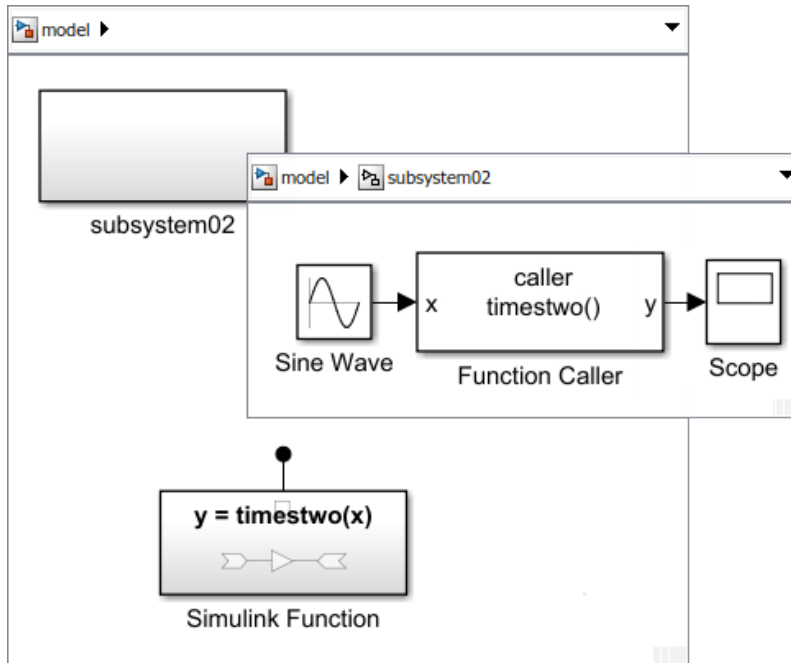 model
subsystem02
model subsystem02
caller
timestwo()
x
y
Sine Wave
Function Caller
Scope
y = timestwo(x)
Simulink Function